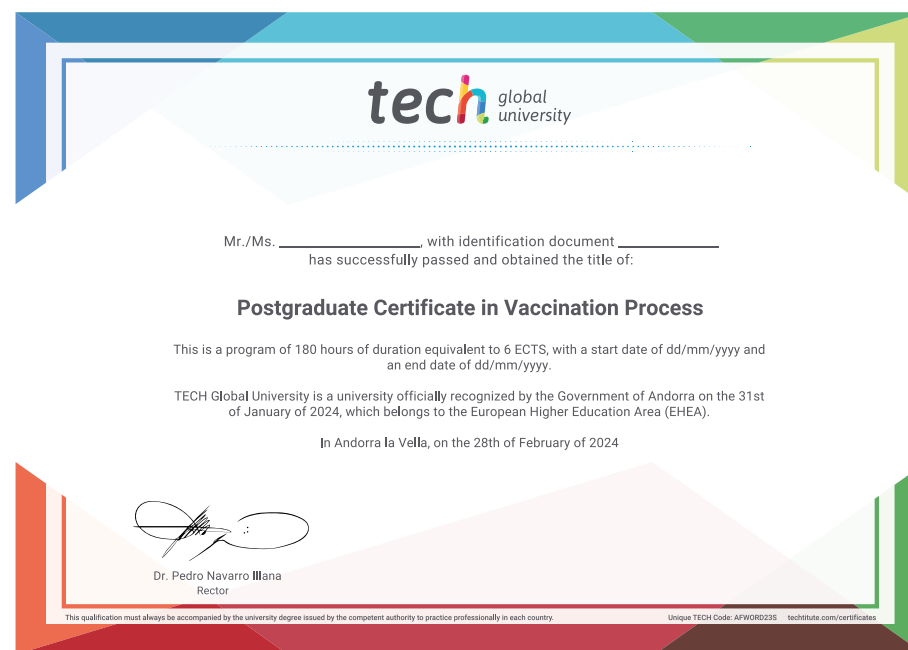 tech global university
Mr./Ms. ____________________, with identification document ______________
has successfully passed and obtained the title of:
Postgraduate Certificate in Vaccination Process
This is a program of 180 hours of duration equivalent to 6 ECTS, with a start date of dd/mm/yyyy and
an end date of dd/mm/yyyy.
TECH Global University is a university officially recognized by the Government of Andorra on the 31st
of January of 2024, which belongs to the European Higher Education Area (EHEA).
In Andorra la Vella, on the 28th of February of 2024
Dr. Pedro Navarro Illana
Rector
This qualification must always be accompanied by the university degree issued by the competent authority to practice professionally in each country.
Unique TECH Code: AFWORD23S techtitute.com/certificates